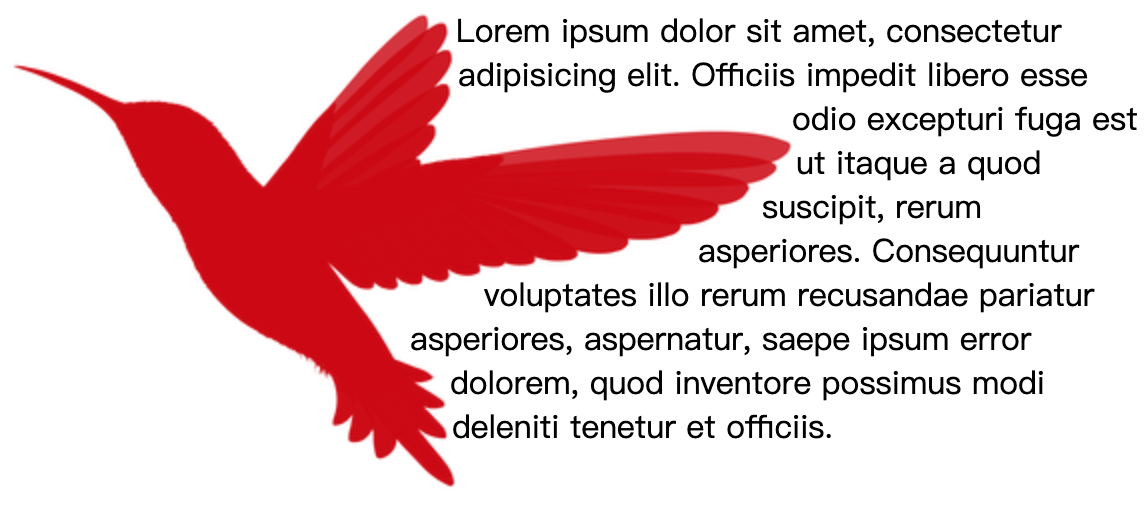 Lorem ipsum dolor sit amet, consectetur
adipisicing elit. Officiis impedit libero esse
odio excepturi fuga est
ut itaque a quod
suscipit, rerum
asperiores. Consequuntur
voluptates illo rerum recusandae pariatur
asperiores, aspernatur, saepe ipsum error
dolorem, quod inventore possimus modi
deleniti tenetur et officiis.